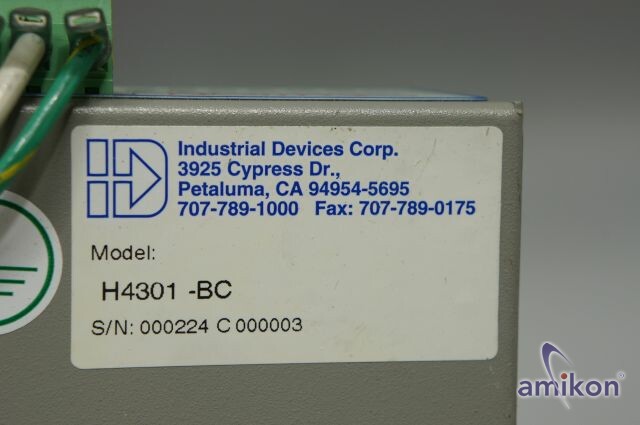 Industrial Devices Corp.
3925 Cypress Dr.,
Petaluma, CA 94954-5695
707-789-1000 Fax: 707-789-0175
Model:
H4301 -BC
S/N: 000224 C 000003
amikon®